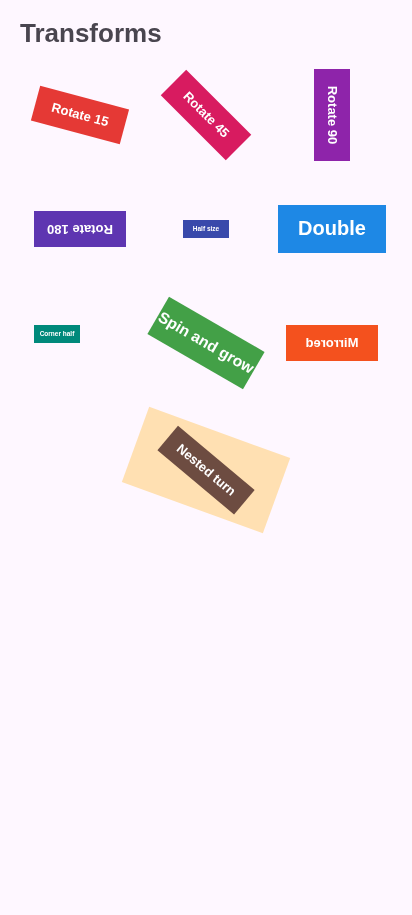 Transforms
Rotate 15
Rotate 45
Rotate 90
Rotate 180
Half size
Double
Corner half
Spin and grow
Mirrored
Nested turn